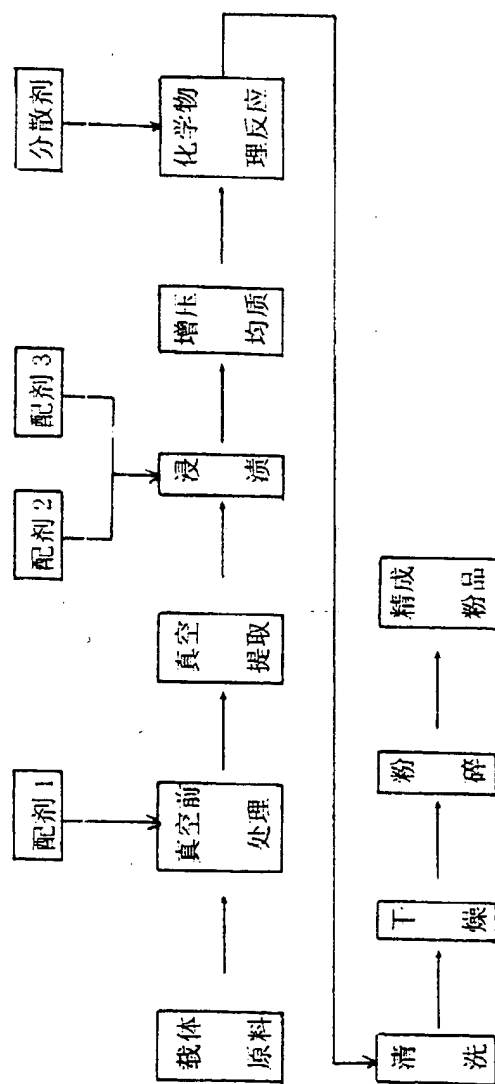 配剂1
配剂2
配剂3
分散剂
载体
原料
真空前
处理
真空
提取
浸
渍
增压
均质
化学物
理反应
清
洗
干
燥
粉
碎
精成
粉品